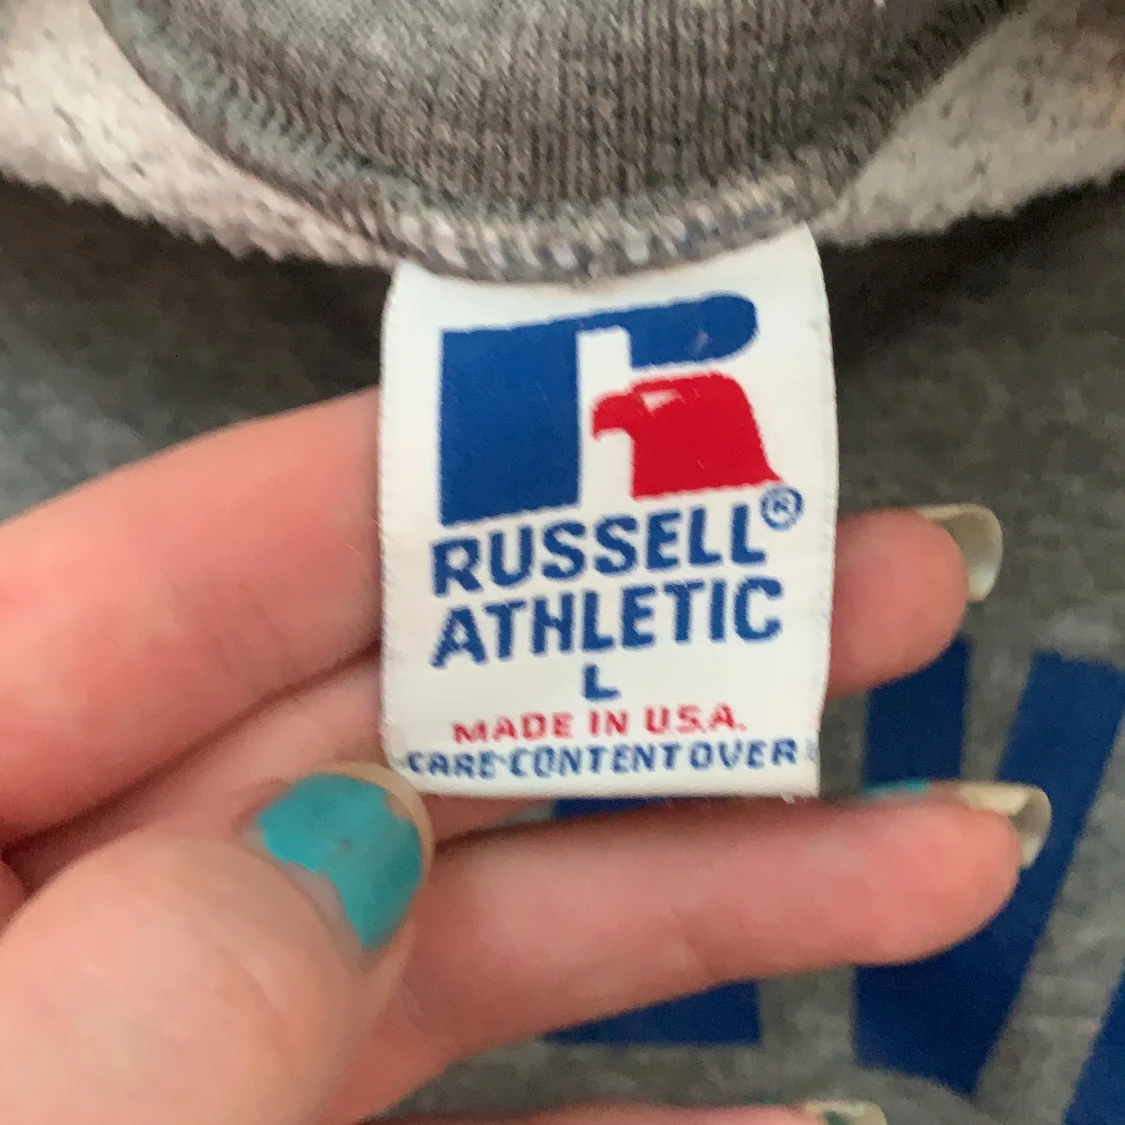 RUSSELL®
ATHLETIC
L
MADE IN U.S.A.
CARE-CONTENT OVER